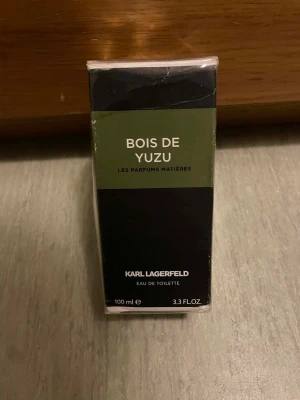 BOIS DE
YUZU
LES PARFUMS MATIÈRES
KARL LAGERFELD
EAU DE TOILETTE
100 ml ℮ 3.3 FL.OZ.